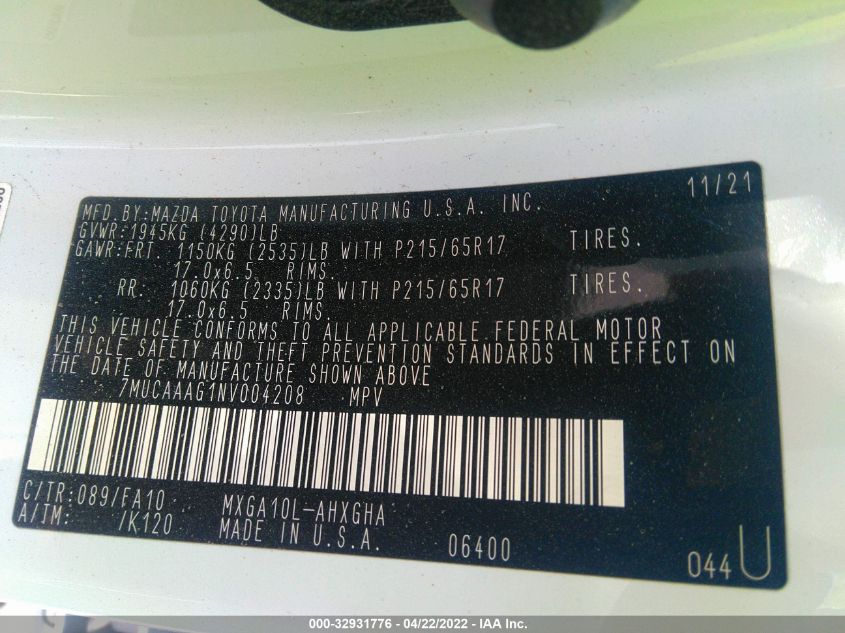 11/21
MFD.BY:MAZDA TOYOTA MANUFACTURING U.S.A. INC.
GVWR:1945KG (4290)LB
GAWR:FRT. 1150KG (2535)LB WITH P215/65R17 TIRES.
17.0x6.5 RIMS.
RR. 1060KG (2335)LB WITH P215/65R17 TIRES.
17.0x6.5 RIMS.
THIS VEHICLE CONFORMS TO ALL APPLICABLE FEDERAL MOTOR
VEHICLE SAFETY AND THEFT PREVENTION STANDARDS IN EFFECT ON
THE DATE OF MANUFACTURE SHOWN ABOVE
7MUCAAAG1NV004208 MPV
C/TR:089/FA10 MXGA10L-AHXGHA
A/TM: /K120 MADE IN U.S.A. 06400
044U
000-32931776 - 04/22/2022 - IAA Inc.